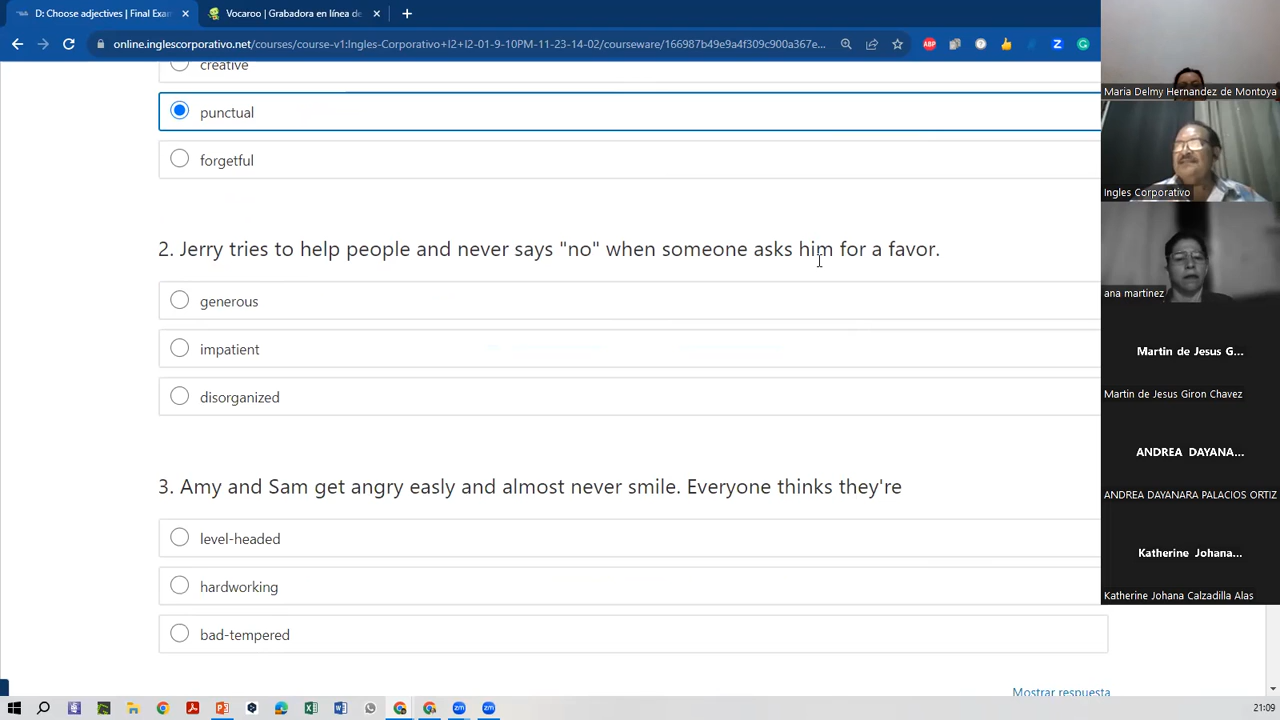 D: Choose adjectives | Final Exam
Vocaroo | Grabadora en línea de
online.inglescorporativo.net/courses/course-v1:Ingles-Corporativo+I2+I2-01-9-10PM-11-23-14-02/courseware/166987b49e9a4f309c900a367e...
creative
punctual
forgetful
2. Jerry tries to help people and never says "no" when someone asks him for a favor.
generous
impatient
disorganized
3. Amy and Sam get angry easly and almost never smile. Everyone thinks they're
level-headed
hardworking
bad-tempered
Mostrar respuesta
Maria Delmy Hernandez de Montoya
Ingles Corporativo
ana martinez
Martin de Jesus G...
Martin de Jesus Giron Chavez
ANDREA DAYANA...
ANDREA DAYANARA PALACIOS ORTIZ
Katherine Johana...
Katherine Johana Calzadilla Alas
21:09